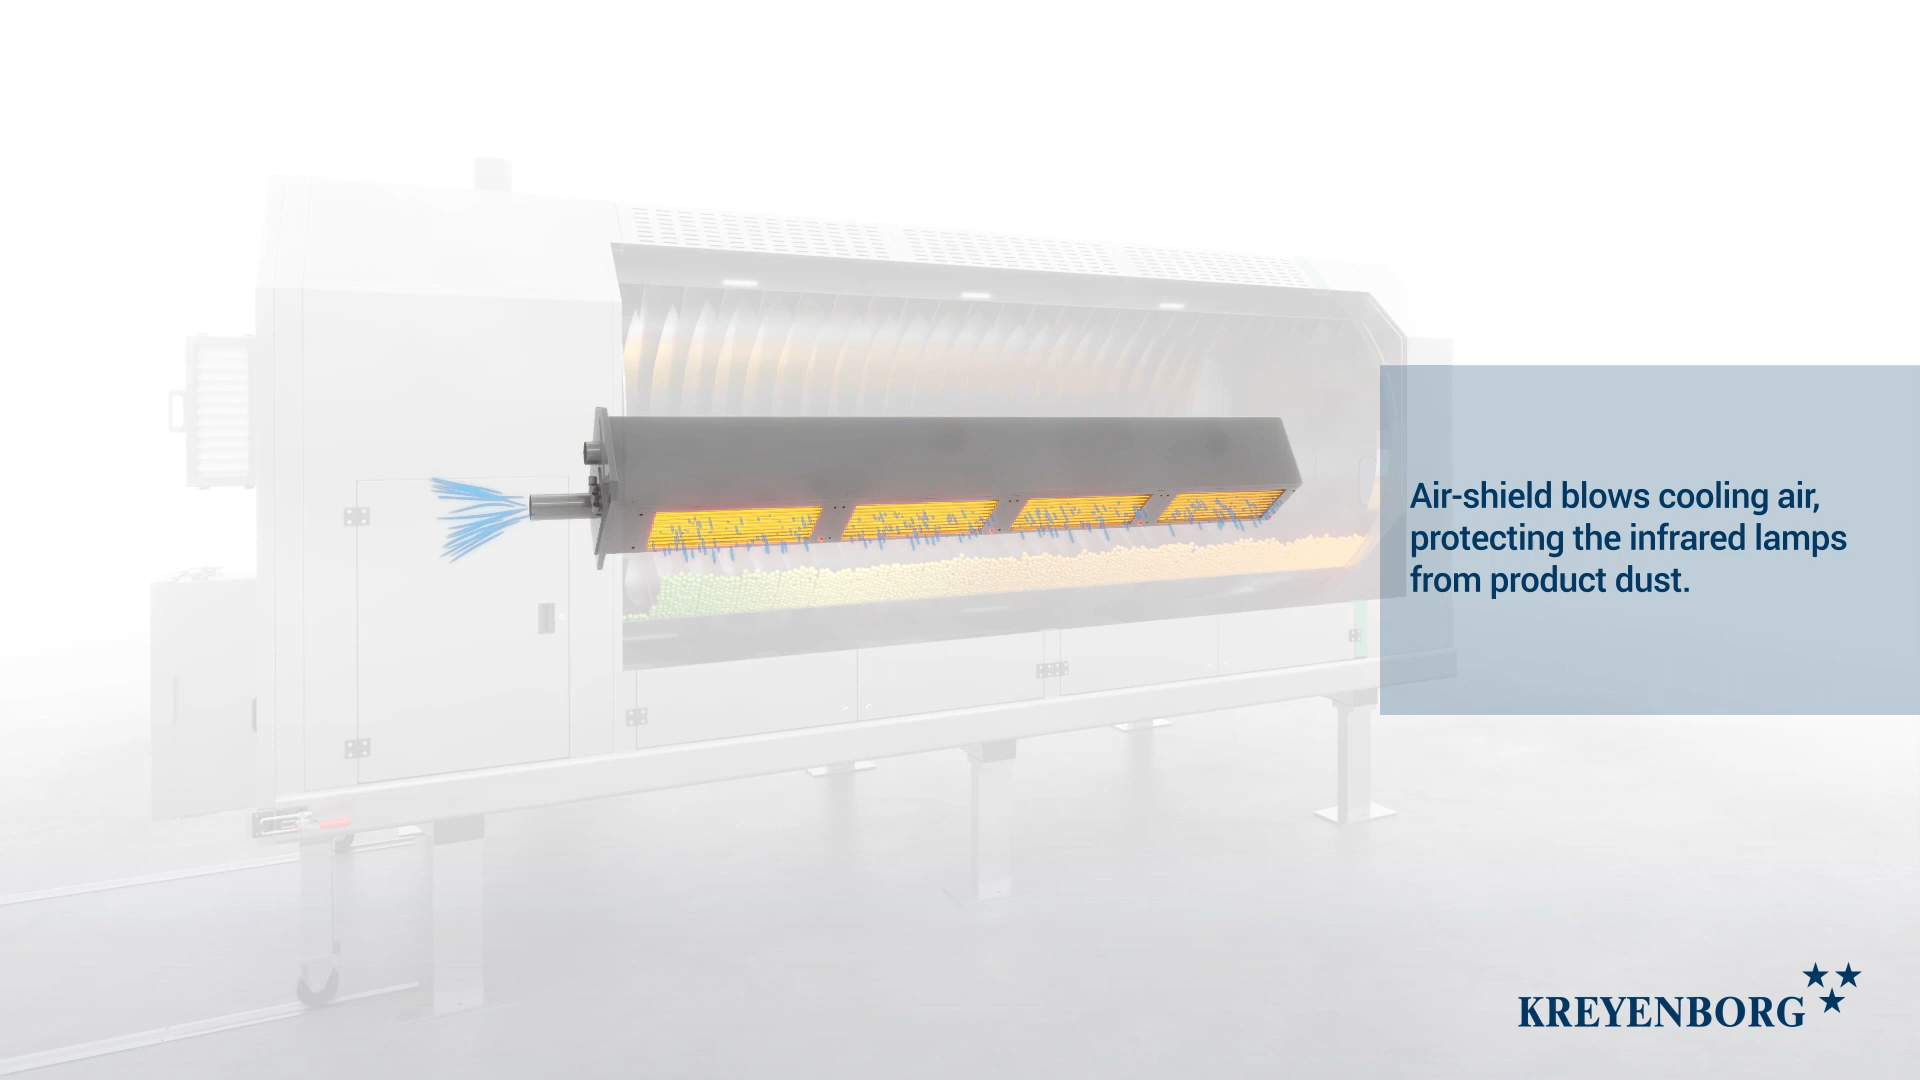 Air-shield blows cooling air,
protecting the infrared lamps
from product dust.
KREYENBORG